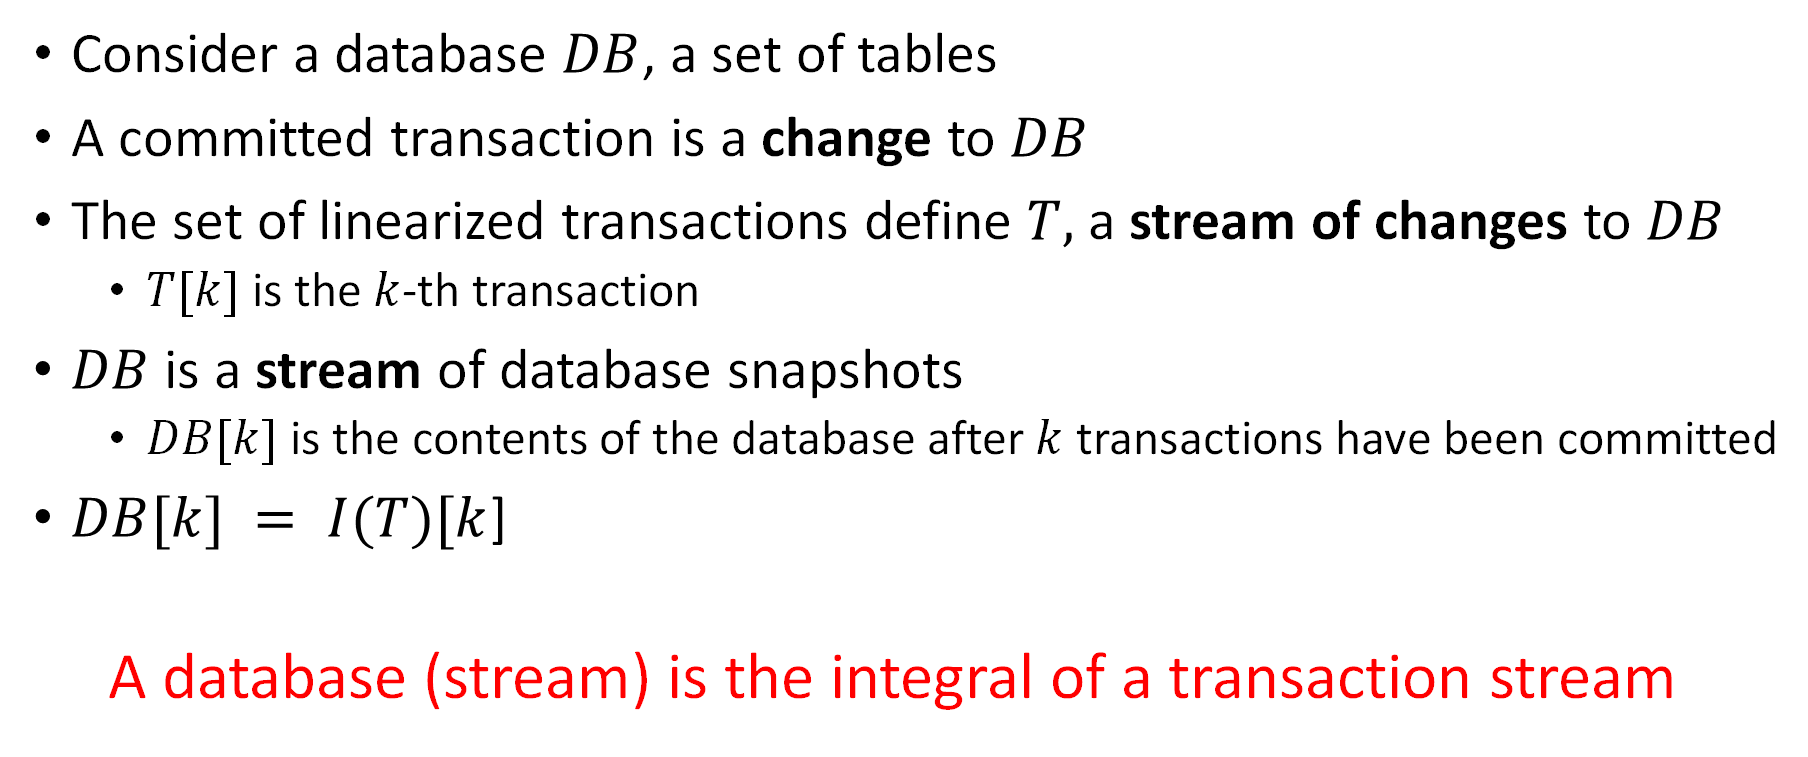 • Consider a database DB, a set of tables
• A committed transaction is a change to DB
• The set of linearized transactions define T, a stream of changes to DB
• T[k] is the k-th transaction
• DB is a stream of database snapshots
• DB[k] is the contents of the database after k transactions have been committed
• DB[k] = I(T)[k]
A database (stream) is the integral of a transaction stream